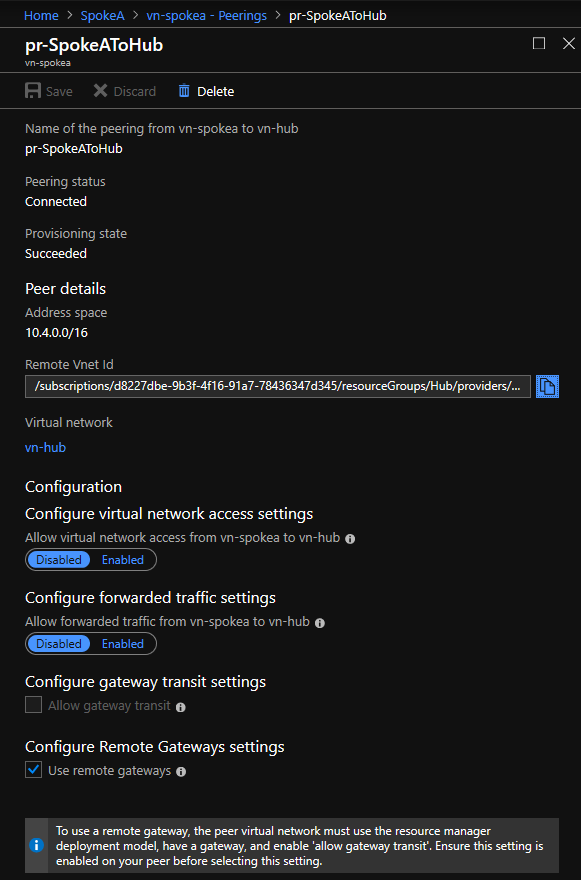 Home > SpokeA > vn-spokea - Peerings > pr-SpokeAToHub
pr-SpokeAToHub
vn-spokea
Save Discard Delete
Name of the peering from vn-spokea to vn-hub
pr-SpokeAToHub
Peering status
Connected
Provisioning state
Succeeded
Peer details
Address space
10.4.0.0/16
Remote Vnet Id
/subscriptions/d8227dbe-9b3f-4f16-91a7-78436347d345/resourceGroups/Hub/providers/...
Virtual network
vn-hub
Configuration
Configure virtual network access settings
Allow virtual network access from vn-spokea to vn-hub
Disabled Enabled
Configure forwarded traffic settings
Allow forwarded traffic from vn-spokea to vn-hub
Disabled Enabled
Configure gateway transit settings
Allow gateway transit
Configure Remote Gateways settings
Use remote gateways
To use a remote gateway, the peer virtual network must use the resource manager
deployment model, have a gateway, and enable 'allow gateway transit'. Ensure this setting is
enabled on your peer before selecting this setting.